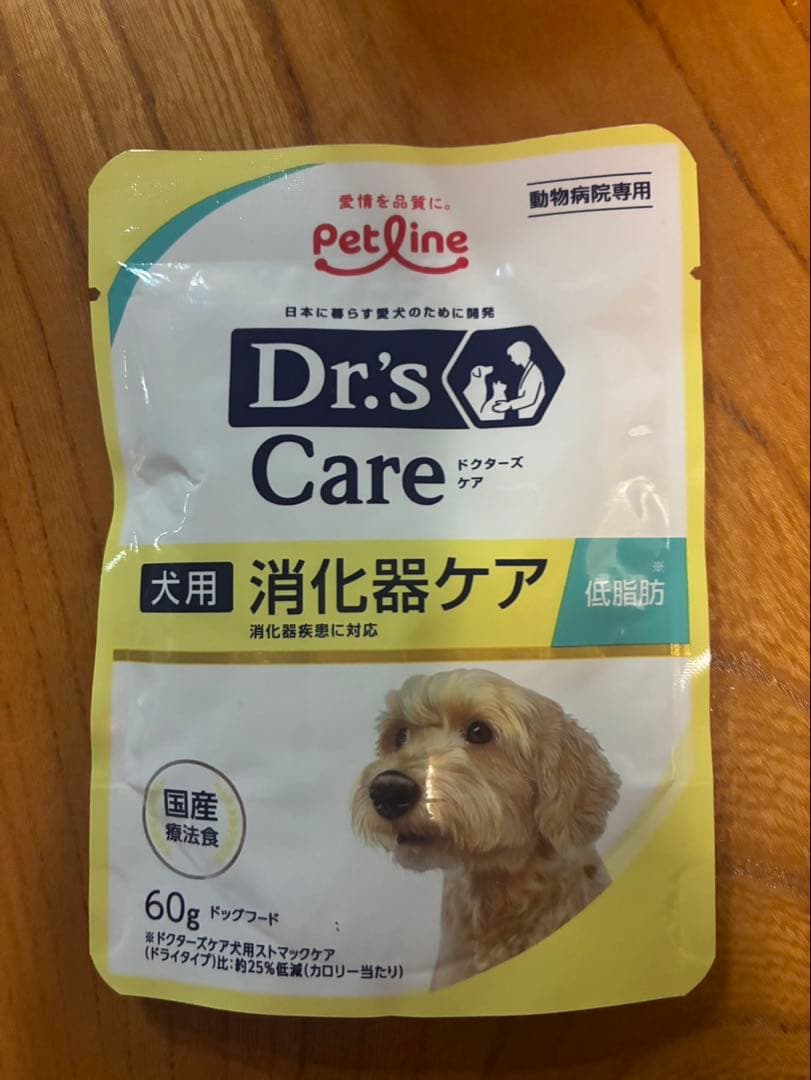 愛情を品質に。
Petline
動物病院専用
日本に暮らす愛犬のために開発
Dr.'s
Care
ドクターズ
ケア
犬用 消化器ケア
消化器疾患に対応
※
低脂肪
国産
療法食
60g ドッグフード
※ドクターズケア犬用ストマックケア
(ドライタイプ)比:約25%低減(カロリー当たり)